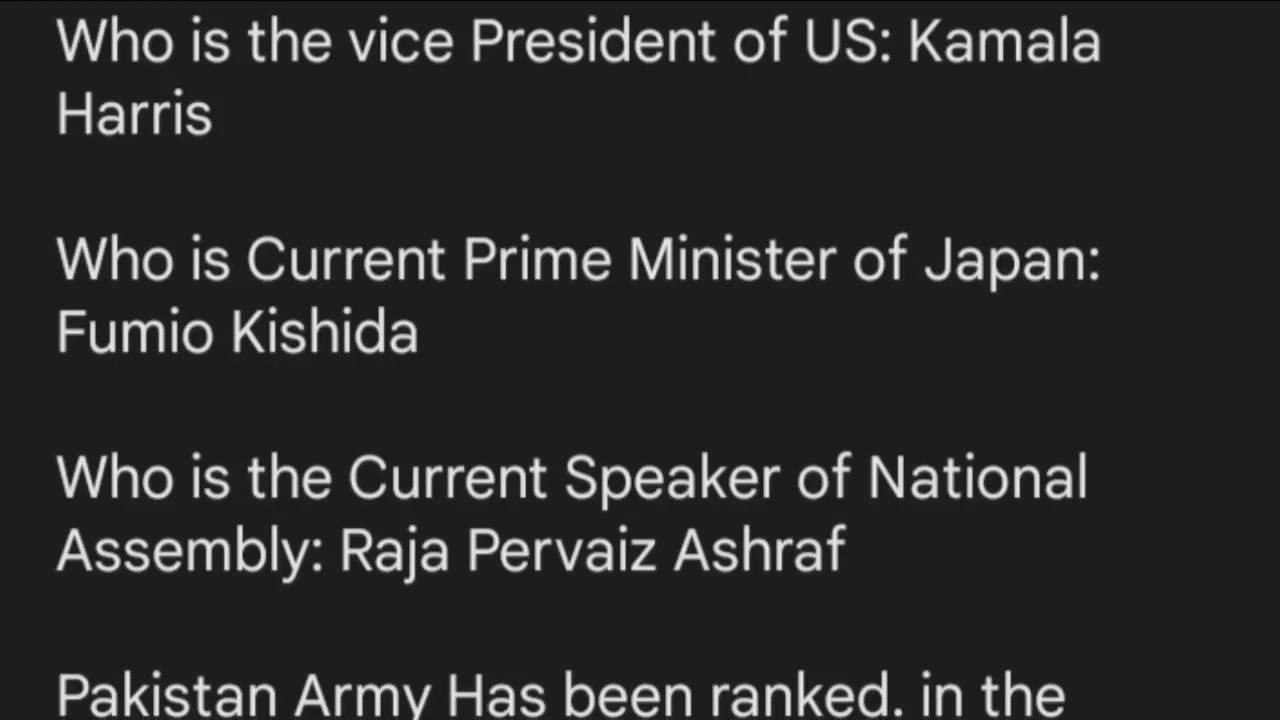 Who is the vice President of US: Kamala
Harris
Who is Current Prime Minister of Japan:
Fumio Kishida
Who is the Current Speaker of National
Assembly: Raja Pervaiz Ashraf
Pakistan Army Has been ranked. in the